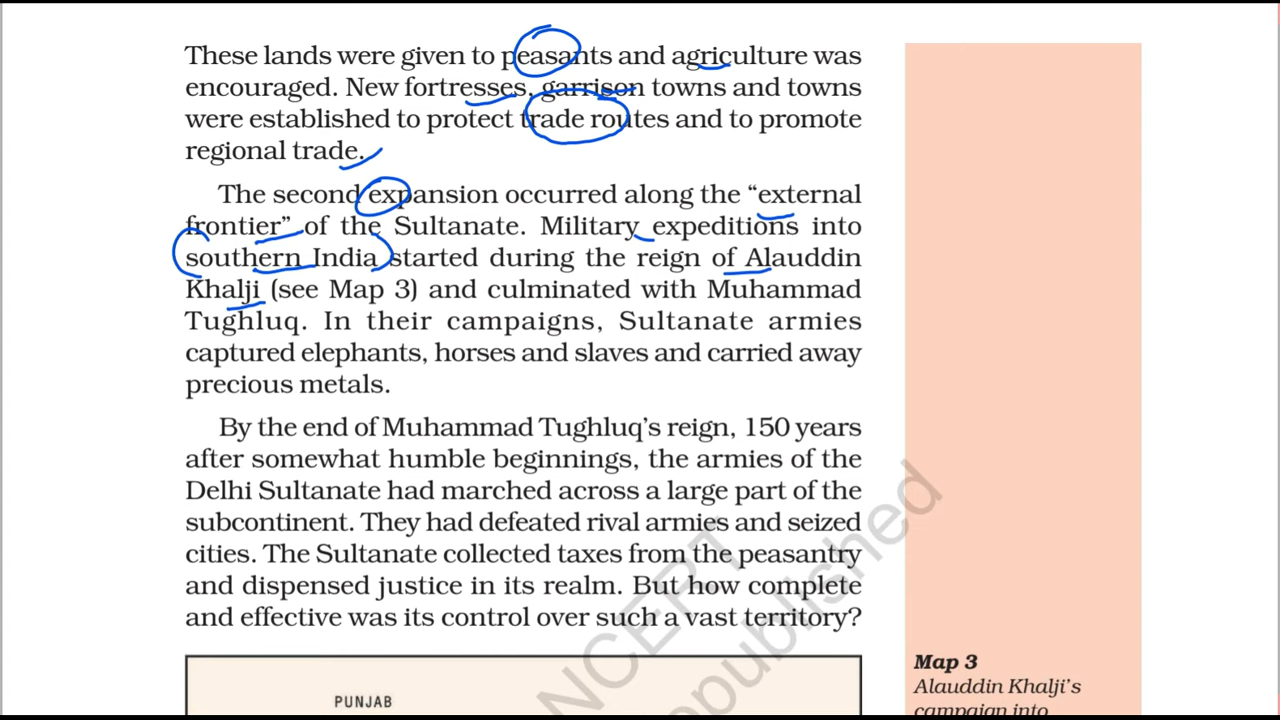 These lands were given to peasants and agriculture was
encouraged. New fortresses, garrison towns and towns
were established to protect trade routes and to promote
regional trade.
The second expansion occurred along the “external
frontier” of the Sultanate. Military expeditions into
southern India started during the reign of Alauddin
Khalji (see Map 3) and culminated with Muhammad
Tughluq. In their campaigns, Sultanate armies
captured elephants, horses and slaves and carried away
precious metals.
By the end of Muhammad Tughluq’s reign, 150 years
after somewhat humble beginnings, the armies of the
Delhi Sultanate had marched across a large part of the
subcontinent. They had defeated rival armies and seized
cities. The Sultanate collected taxes from the peasantry
and dispensed justice in its realm. But how complete
and effective was its control over such a vast territory?
PUNJAB
Map 3
Alauddin Khalji’s
campaign into
NCERT
republished